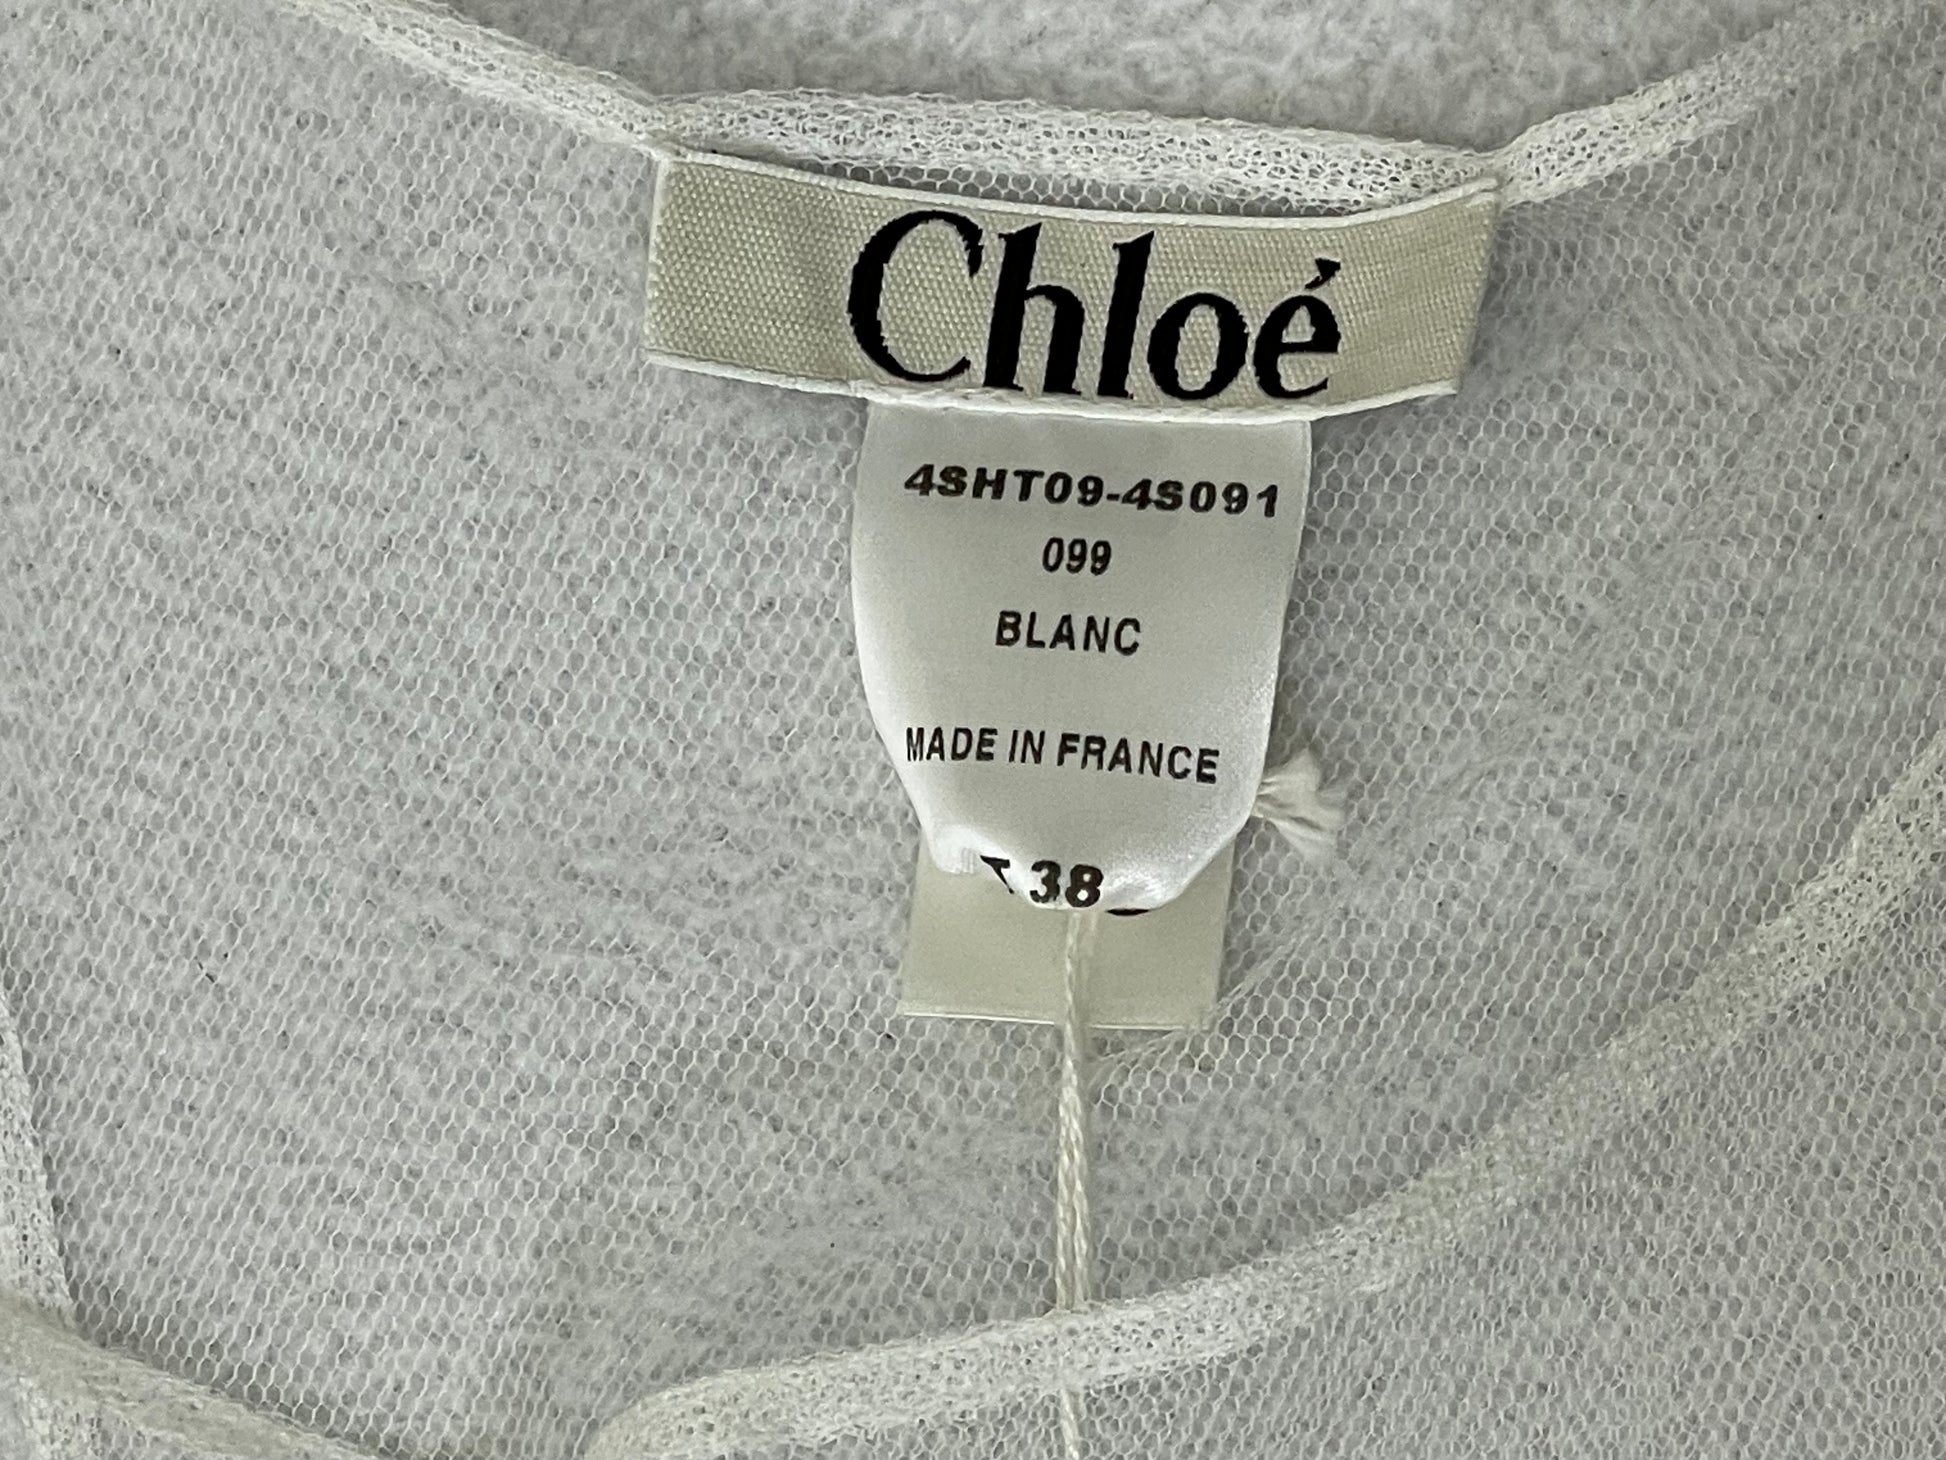 Chloé
4SHT09-4S091
099
BLANC
MADE IN FRANCE
T 38